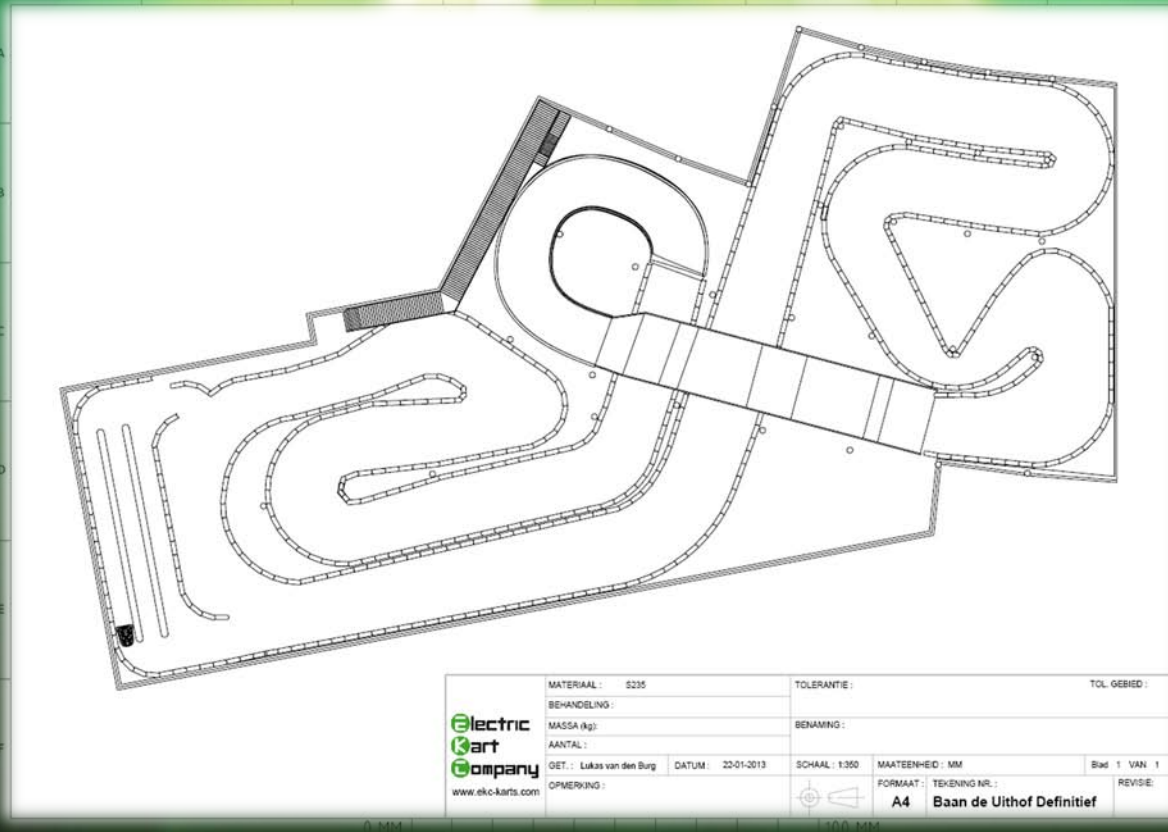 A
B
C
D
E
F
MATERIAAL : S235
TOLERANTIE :
TOL. GEBIED :
BEHANDELING :
MASSA (kg):
BENAMING :
AANTAL :
GET. : Lukas van den Burg
DATUM : 22-01-2013
SCHAAL : 1:350
MAATEENHEID : MM
Blad 1 VAN 1
OPMERKING :
FORMAAT :
A4
TEKENING NR. :
Baan de Uithof Definitief
REVISIE:
Electric
Kart
Company
www.ekc-karts.com
0 MM
100 MM